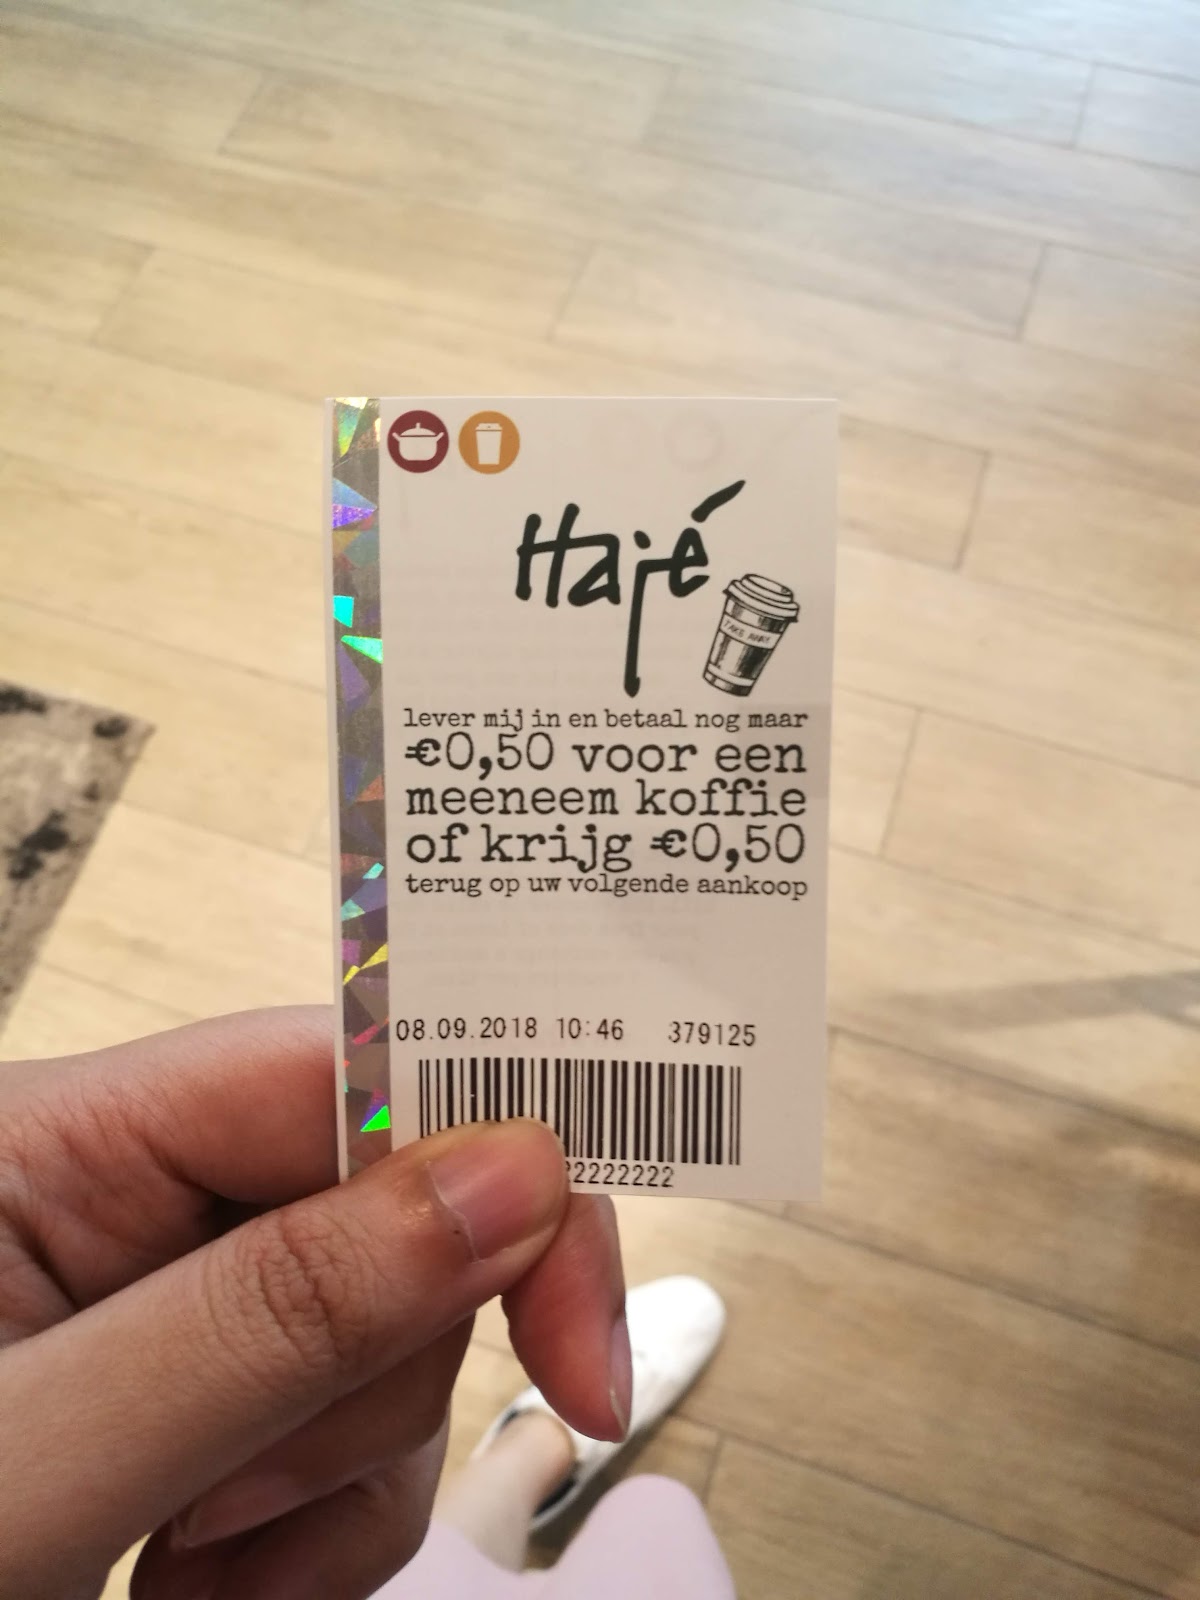 Hajé
TAKE AWAY
lever mij in en betaal nog maar
€0,50 voor een
meeneem koffie
of krijg €0,50
terug op uw volgende aankoop
08.09.2018 10:46 379125
22222222